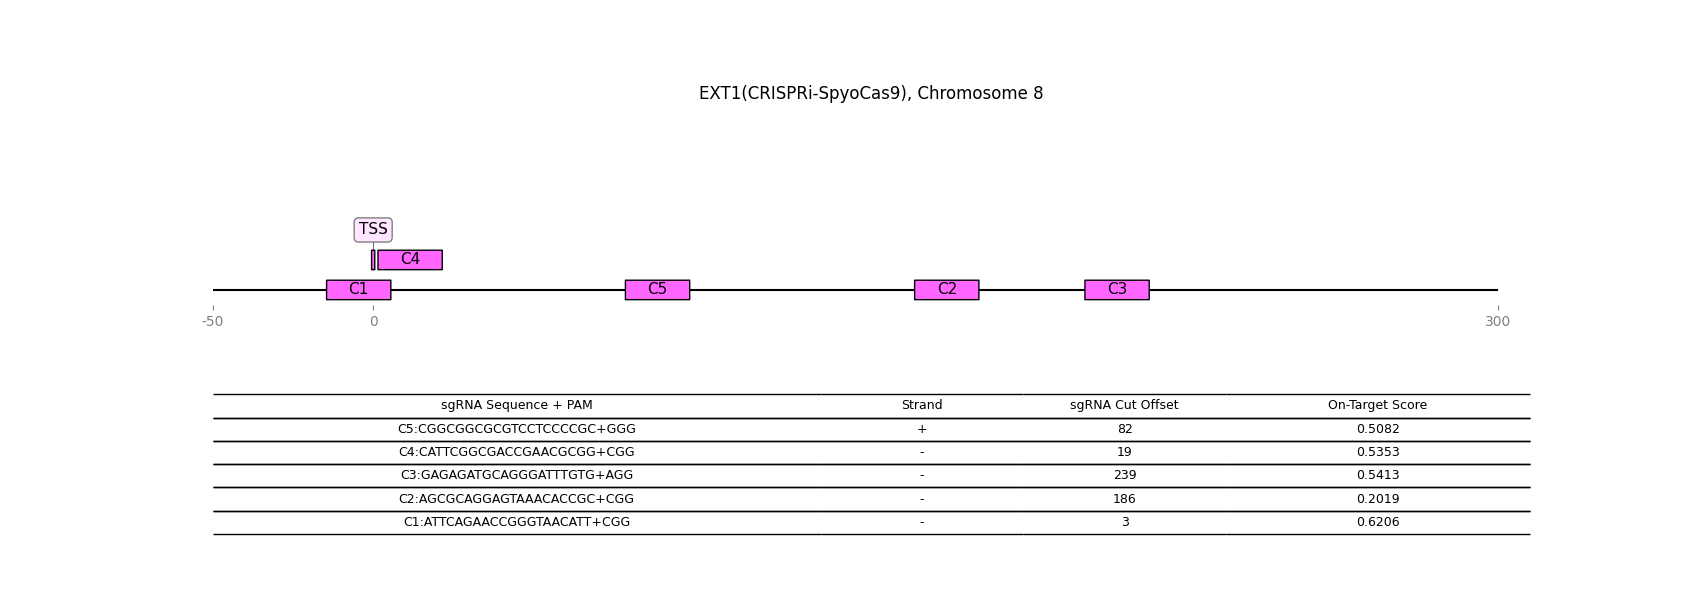 EXT1(CRISPRi-SpyoCas9), Chromosome 8
TSS
C4
C1 C5 C2 C3
-50 0 300
sgRNA Sequence + PAM Strand sgRNA Cut Offset On-Target Score
C5:CGGCGGCGCGTCCTCCCCGC+GGG + 82 0.5082
C4:CATTCGGCGACCGAACGCGG+CGG - 19 0.5353
C3:GAGAGATGCAGGGATTTGTG+AGG - 239 0.5413
C2:AGCGCAGGAGTAAACACCGC+CGG - 186 0.2019
C1:ATTCAGAACCGGGTAACATT+CGG - 3 0.6206